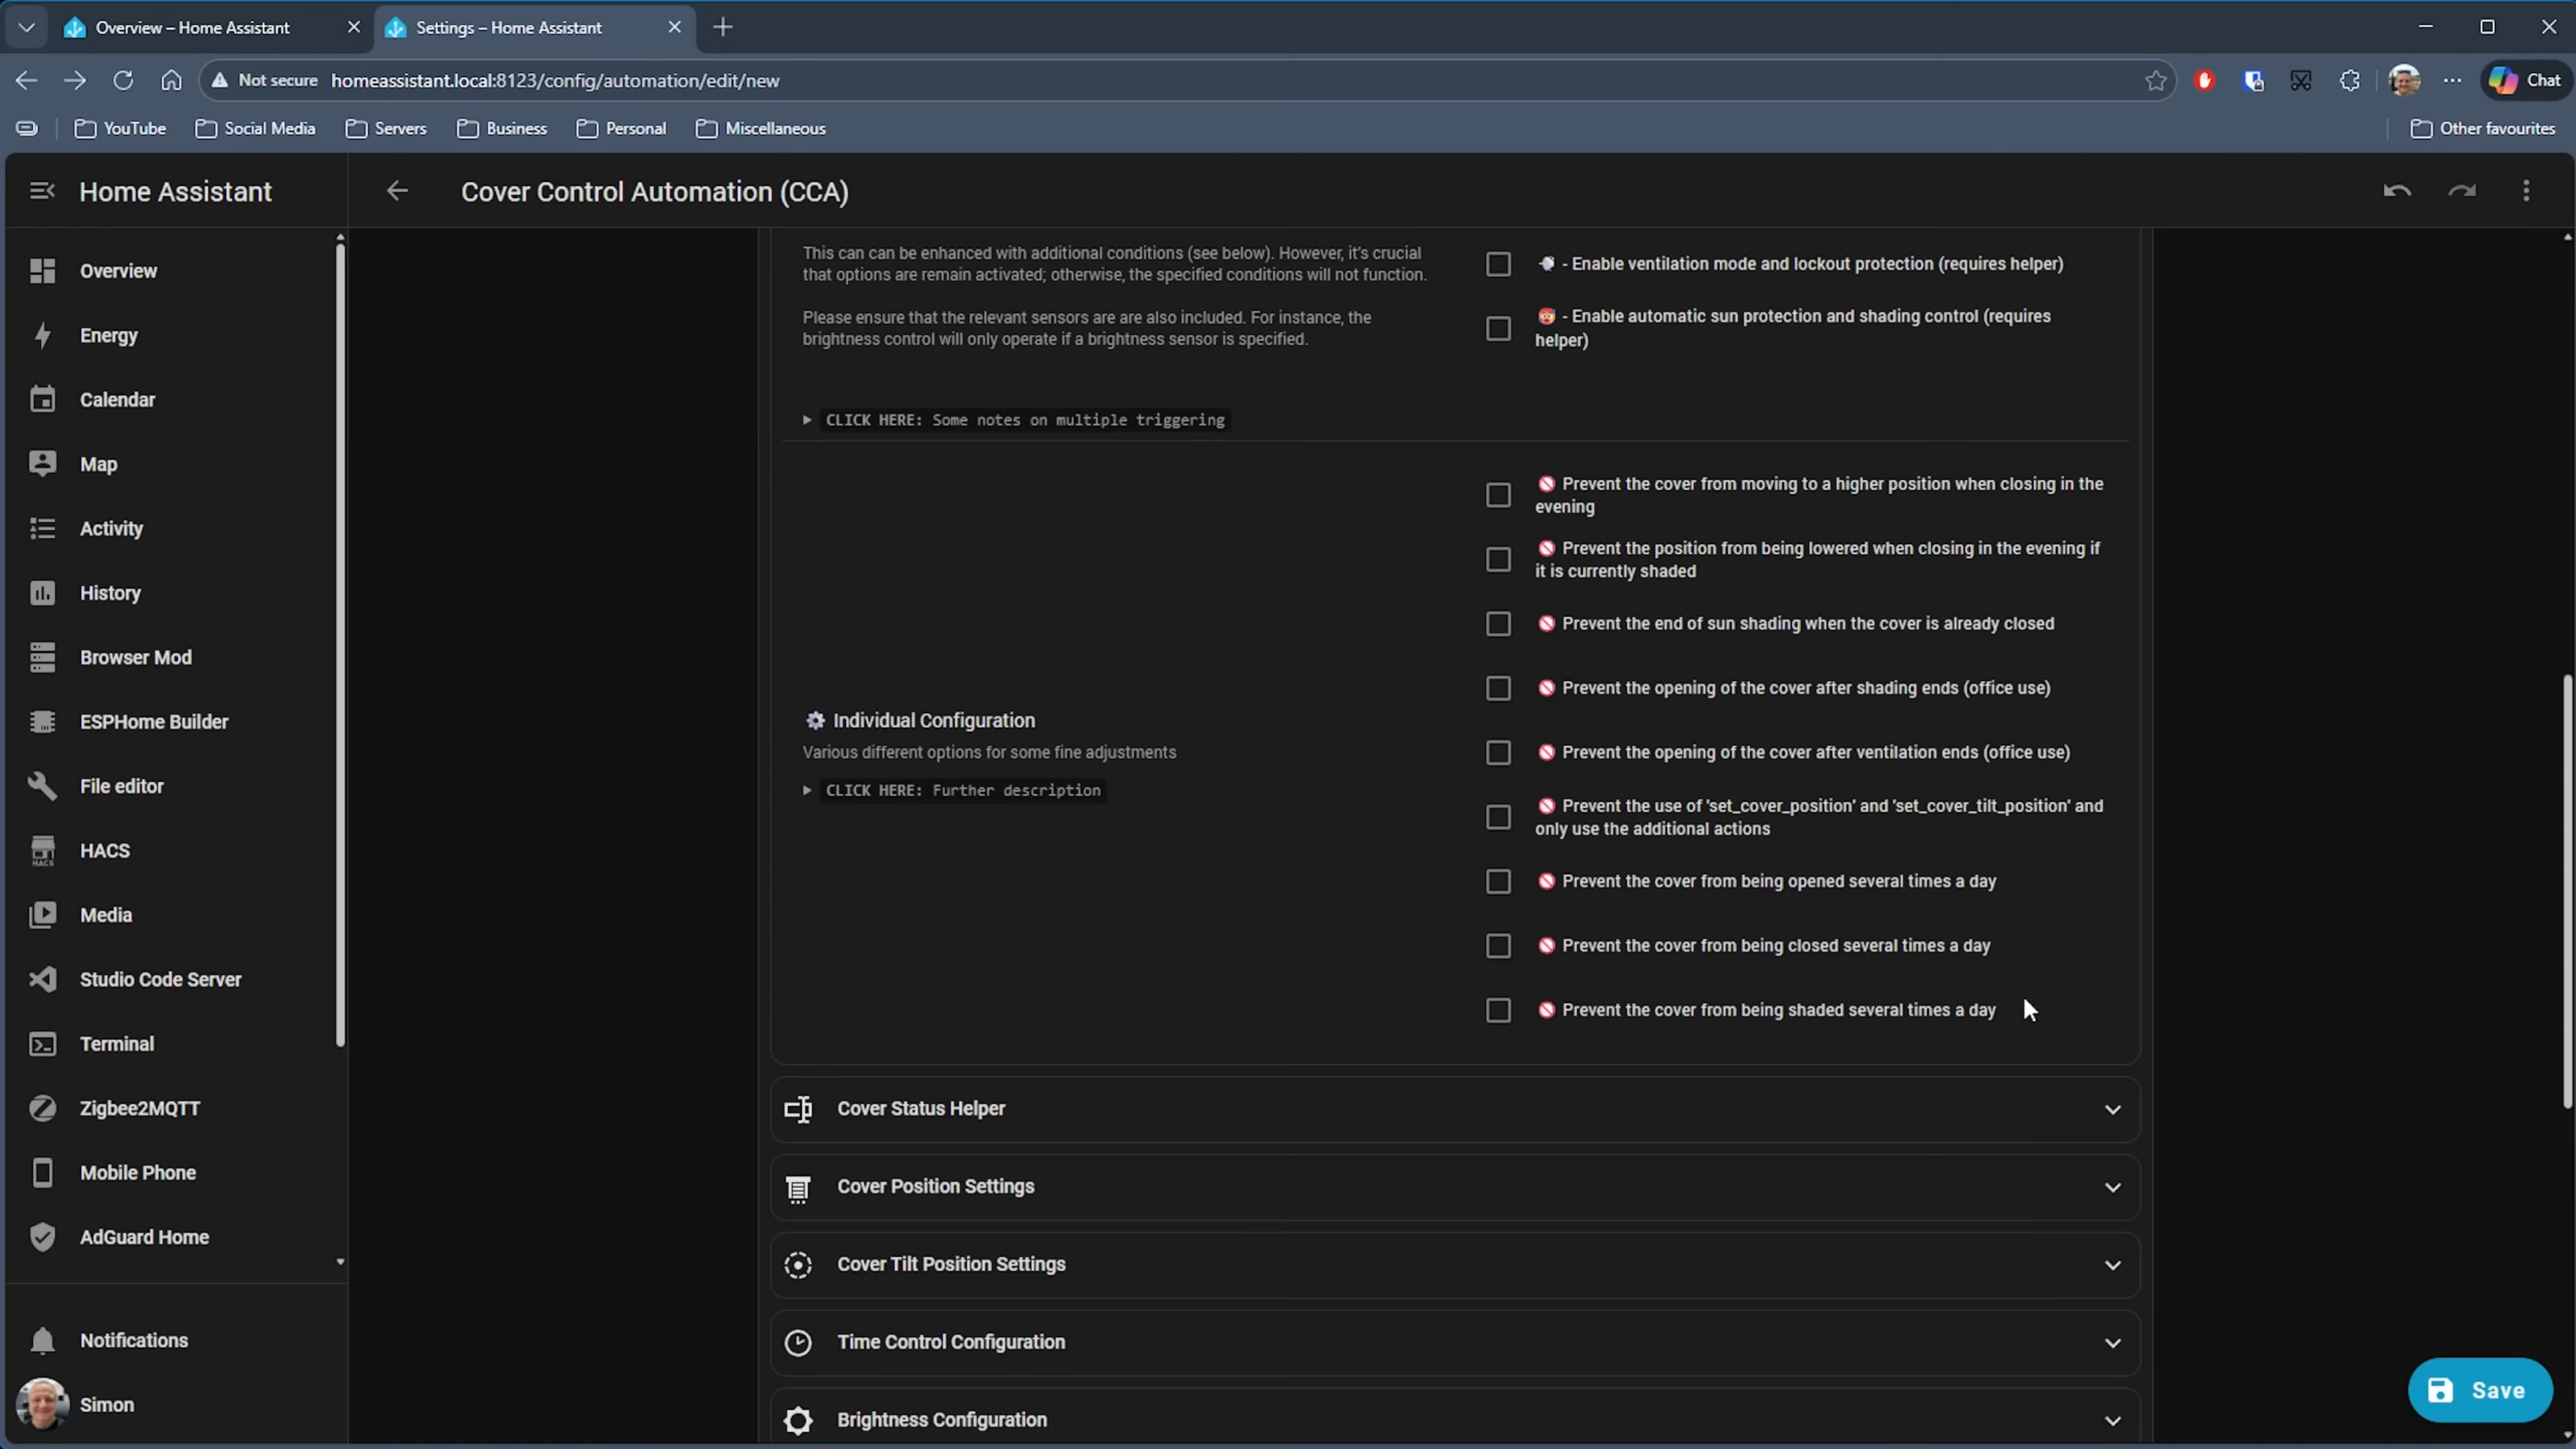 Overview – Home Assistant
Settings – Home Assistant
Not secure homeassistant.local:8123/config/automation/edit/new
Chat
YouTube
Social Media
Servers
Business
Personal
Miscellaneous
Other favourites
Home Assistant
Cover Control Automation (CCA)
Overview
Energy
Calendar
Map
Activity
History
Browser Mod
ESPHome Builder
File editor
HACS
HACS
Media
Studio Code Server
Terminal
Zigbee2MQTT
Mobile Phone
AdGuard Home
Notifications
Simon
This can can be enhanced with additional conditions (see below). However, it's crucial
that options are remain activated; otherwise, the specified conditions will not function.
Please ensure that the relevant sensors are are also included. For instance, the
brightness control will only operate if a brightness sensor is specified.
CLICK HERE: Some notes on multiple triggering
- Enable ventilation mode and lockout protection (requires helper)
- Enable automatic sun protection and shading control (requires
helper)
Individual Configuration
Various different options for some fine adjustments
CLICK HERE: Further description
Prevent the cover from moving to a higher position when closing in the
evening
Prevent the position from being lowered when closing in the evening if
it is currently shaded
Prevent the end of sun shading when the cover is already closed
Prevent the opening of the cover after shading ends (office use)
Prevent the opening of the cover after ventilation ends (office use)
Prevent the use of 'set_cover_position' and 'set_cover_tilt_position' and
only use the additional actions
Prevent the cover from being opened several times a day
Prevent the cover from being closed several times a day
Prevent the cover from being shaded several times a day
Cover Status Helper
Cover Position Settings
Cover Tilt Position Settings
Time Control Configuration
Brightness Configuration
Save